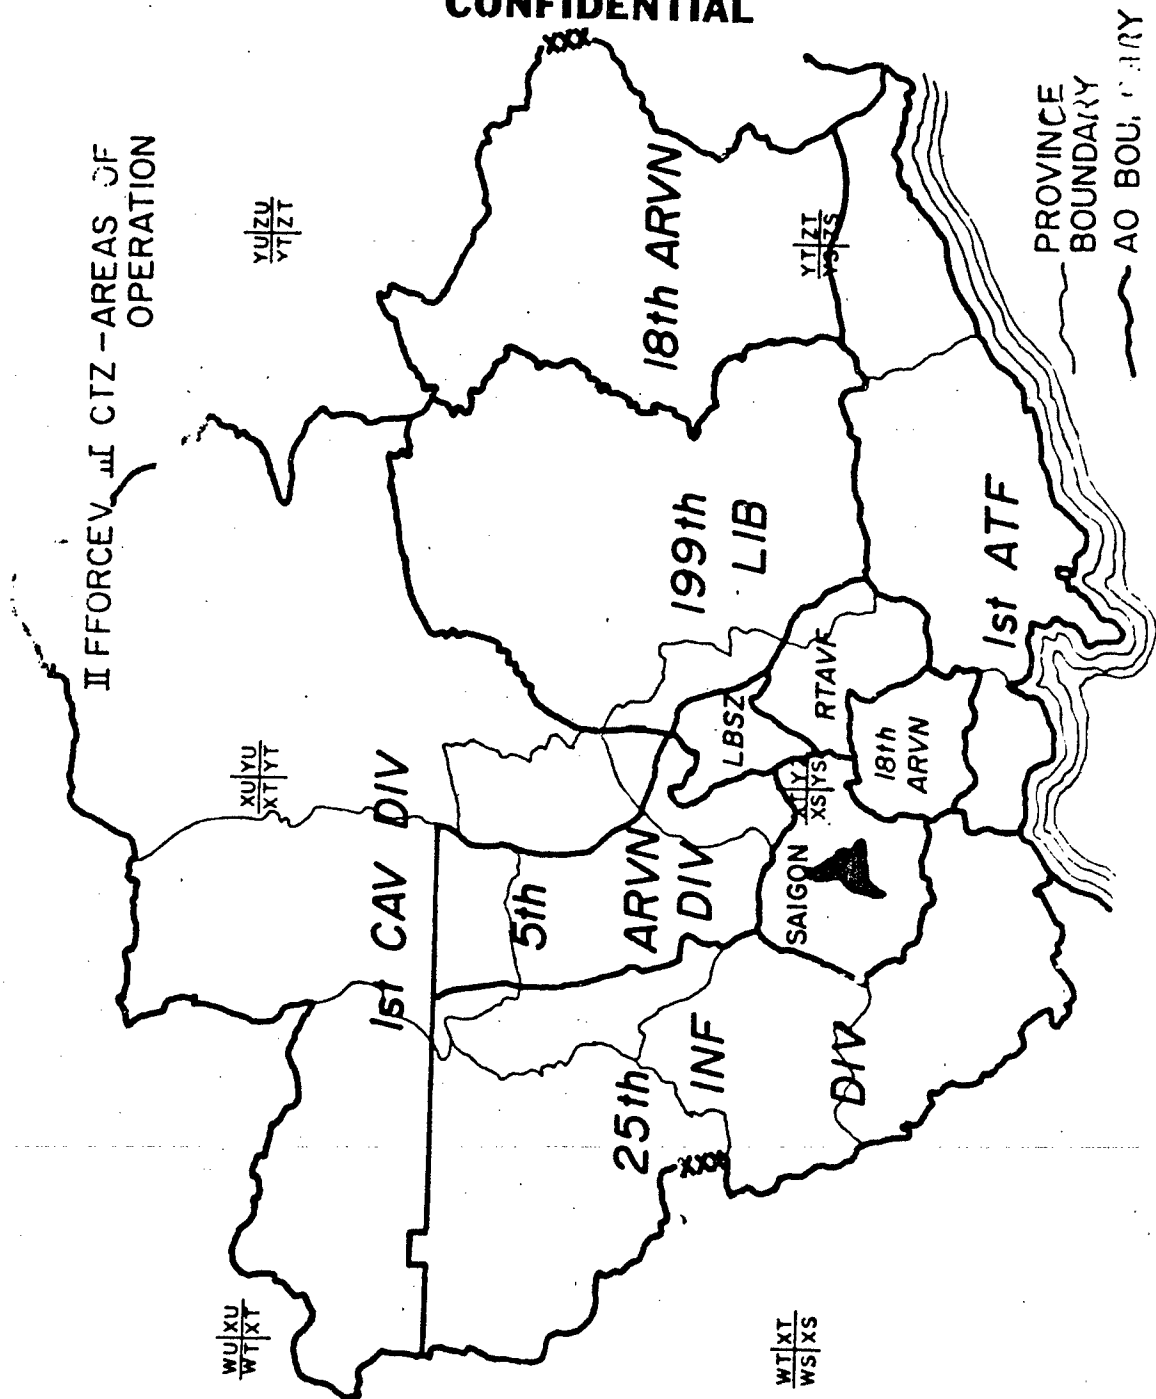 CONFIDENTIAL
II FFORCEV III CTZ – AREAS OF
OPERATION
WU XU
WT XT
XU YU
XT YT
YU ZU
YT ZT
1st CAV DIV
5th
ARVN
DIV
25th
INF
DIV
199th
LIB
18th ARVN
YT ZT
YS ZS
LBSZ
RTAVF
SAIGON
XT YT
XS YS
18th
ARVN
1st ATF
WT XT
WS XS
PROVINCE
BOUNDARY
AO